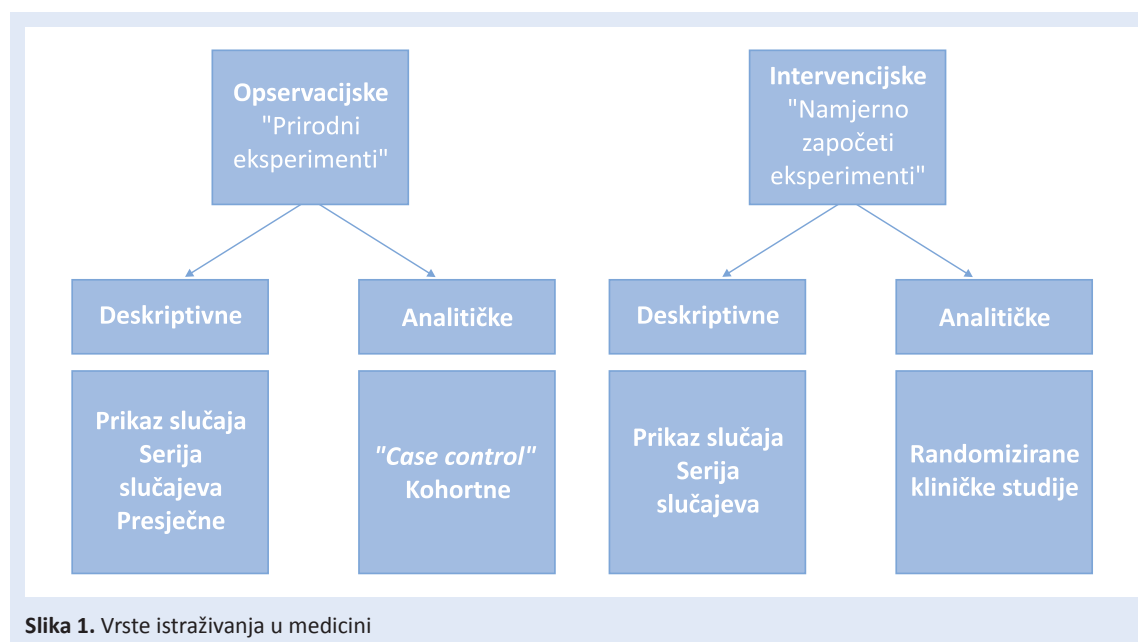 Opservacijske
"Prirodni
eksperimenti"
Intervencijske
"Namjerno
započeti
eksperimenti"
Deskriptivne
Analitičke
Deskriptivne
Analitičke
Prikaz slučaja
Serija
slučajeva
Presječne
"Case control"
Kohortne
Prikaz slučaja
Serija
slučajeva
Randomizirane
kliničke studije
Slika 1. Vrste istraživanja u medicini